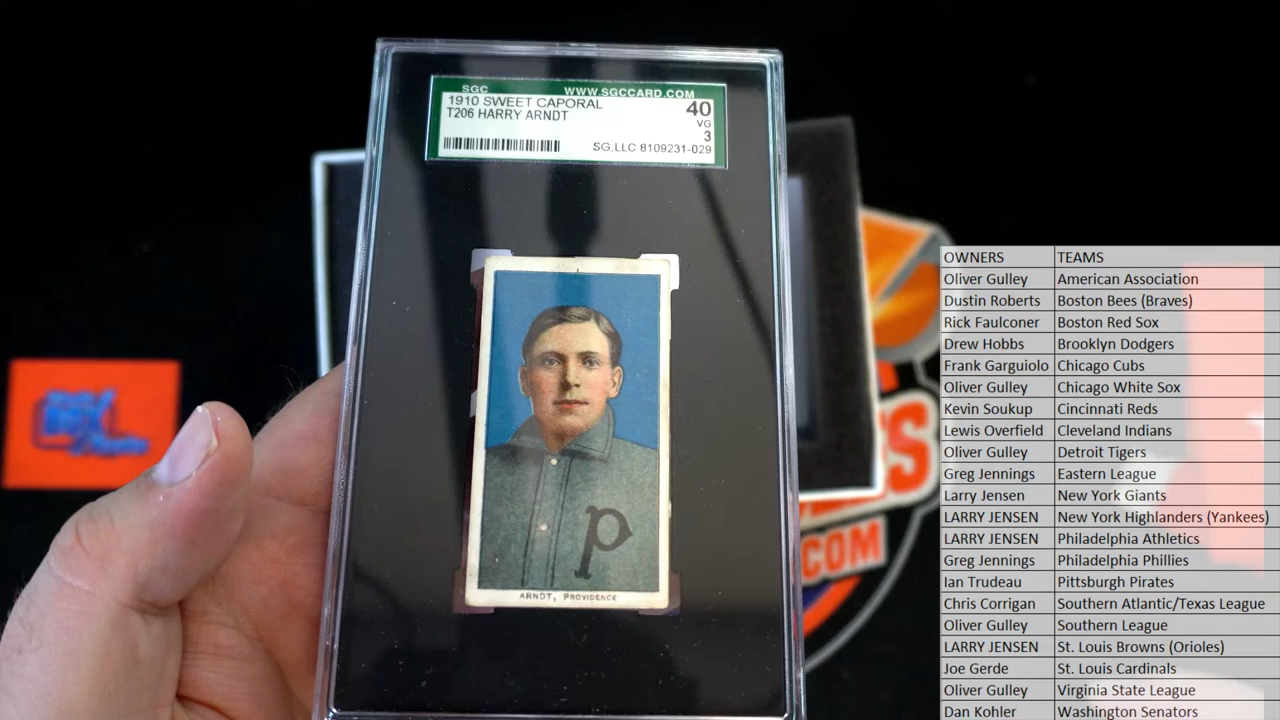 SGC WWW.SGCCARD.COM
1910 SWEET CAPORAL 40
T206 HARRY ARNDT VG
3
SG,LLC 8109231-029
P
ARNDT, PROVIDENCE
.COM
OWNERS TEAMS
Oliver Gulley American Association
Dustin Roberts Boston Bees (Braves)
Rick Faulconer Boston Red Sox
Drew Hobbs Brooklyn Dodgers
Frank Garguiolo Chicago Cubs
Oliver Gulley Chicago White Sox
Kevin Soukup Cincinnati Reds
Lewis Overfield Cleveland Indians
Oliver Gulley Detroit Tigers
Greg Jennings Eastern League
Larry Jensen New York Giants
LARRY JENSEN New York Highlanders (Yankees)
LARRY JENSEN Philadelphia Athletics
Greg Jennings Philadelphia Phillies
Ian Trudeau Pittsburgh Pirates
Chris Corrigan Southern Atlantic/Texas League
Oliver Gulley Southern League
LARRY JENSEN St. Louis Browns (Orioles)
Joe Gerde St. Louis Cardinals
Oliver Gulley Virginia State League
Dan Kohler Washington Senators